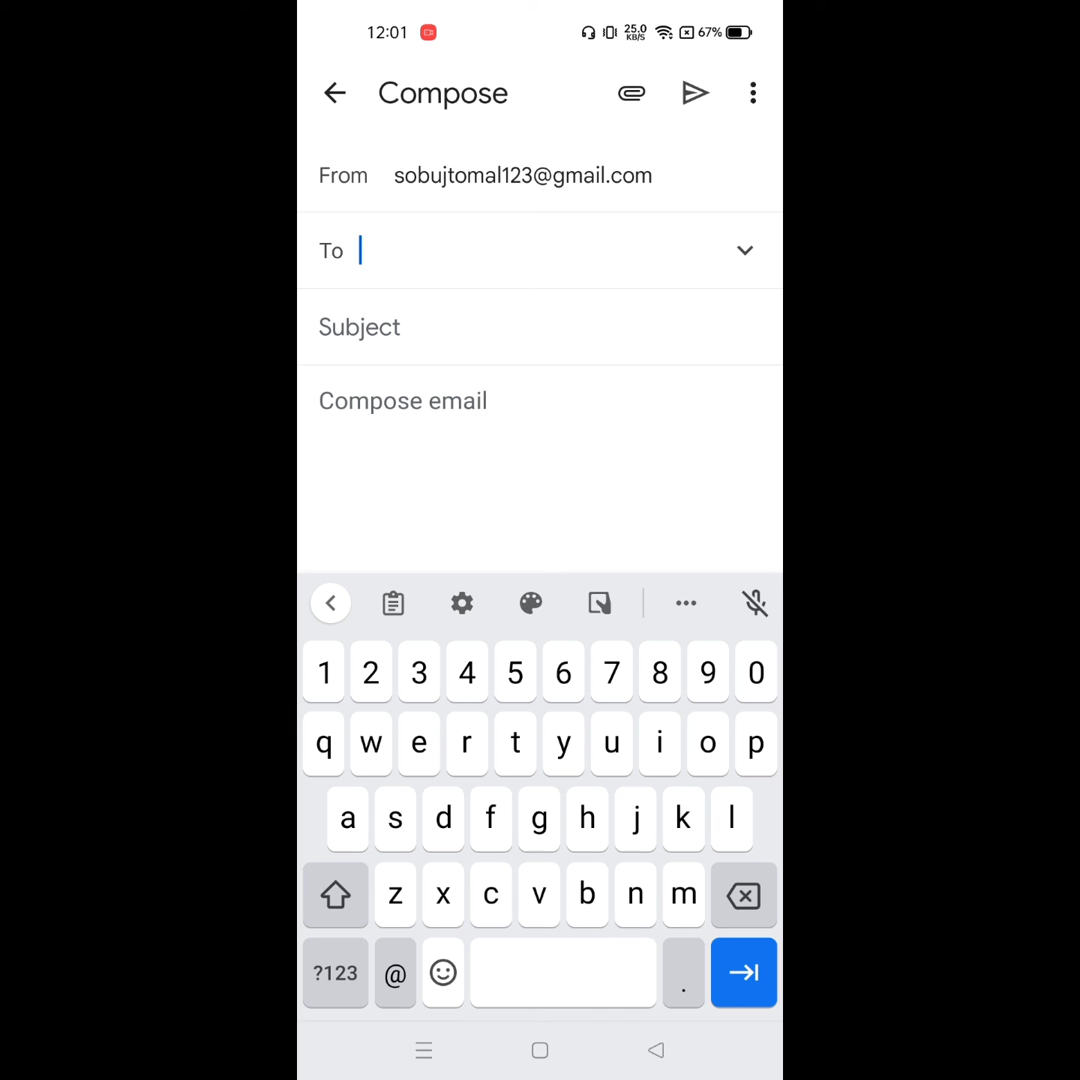 12:01 25.0 KB/S 67%
Compose
From sobujtomal123@gmail.com
To
Subject
Compose email
1 2 3 4 5 6 7 8 9 0
q w e r t y u i o p
a s d f g h j k l
z x c v b n m
?123 @ .